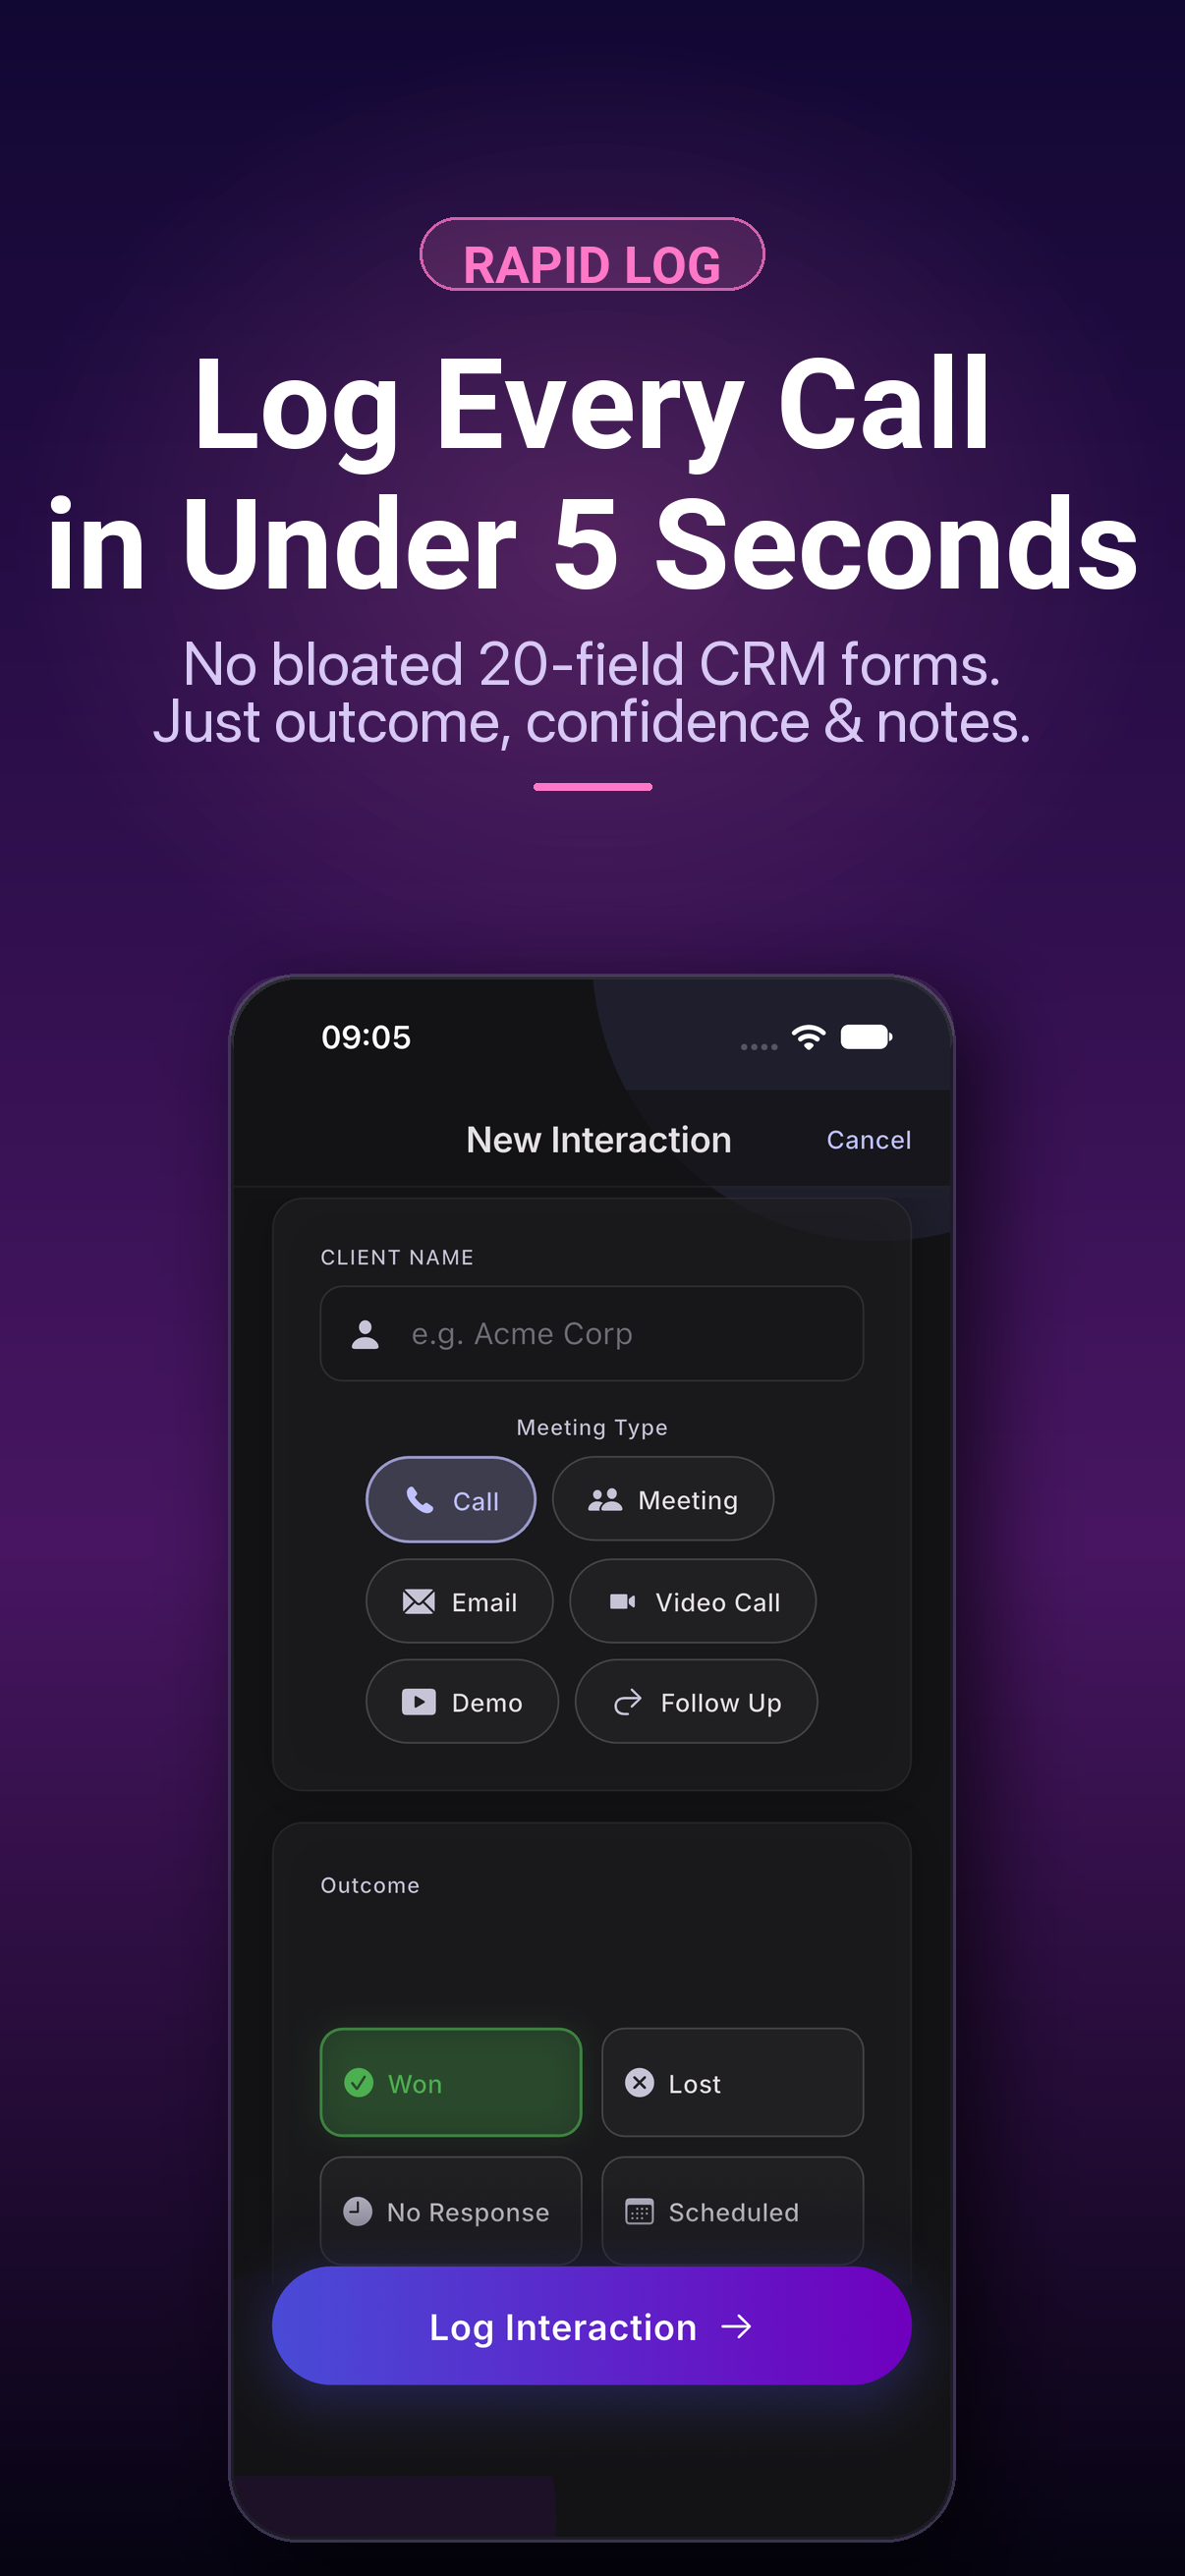 RAPID LOG
Log Every Call
in Under 5 Seconds
No bloated 20-field CRM forms.
Just outcome, confidence & notes.
09:05
New Interaction
Cancel
CLIENT NAME
e.g. Acme Corp
Meeting Type
Call
Meeting
Email
Video Call
Demo
Follow Up
Outcome
Won
Lost
No Response
Scheduled
Log Interaction →